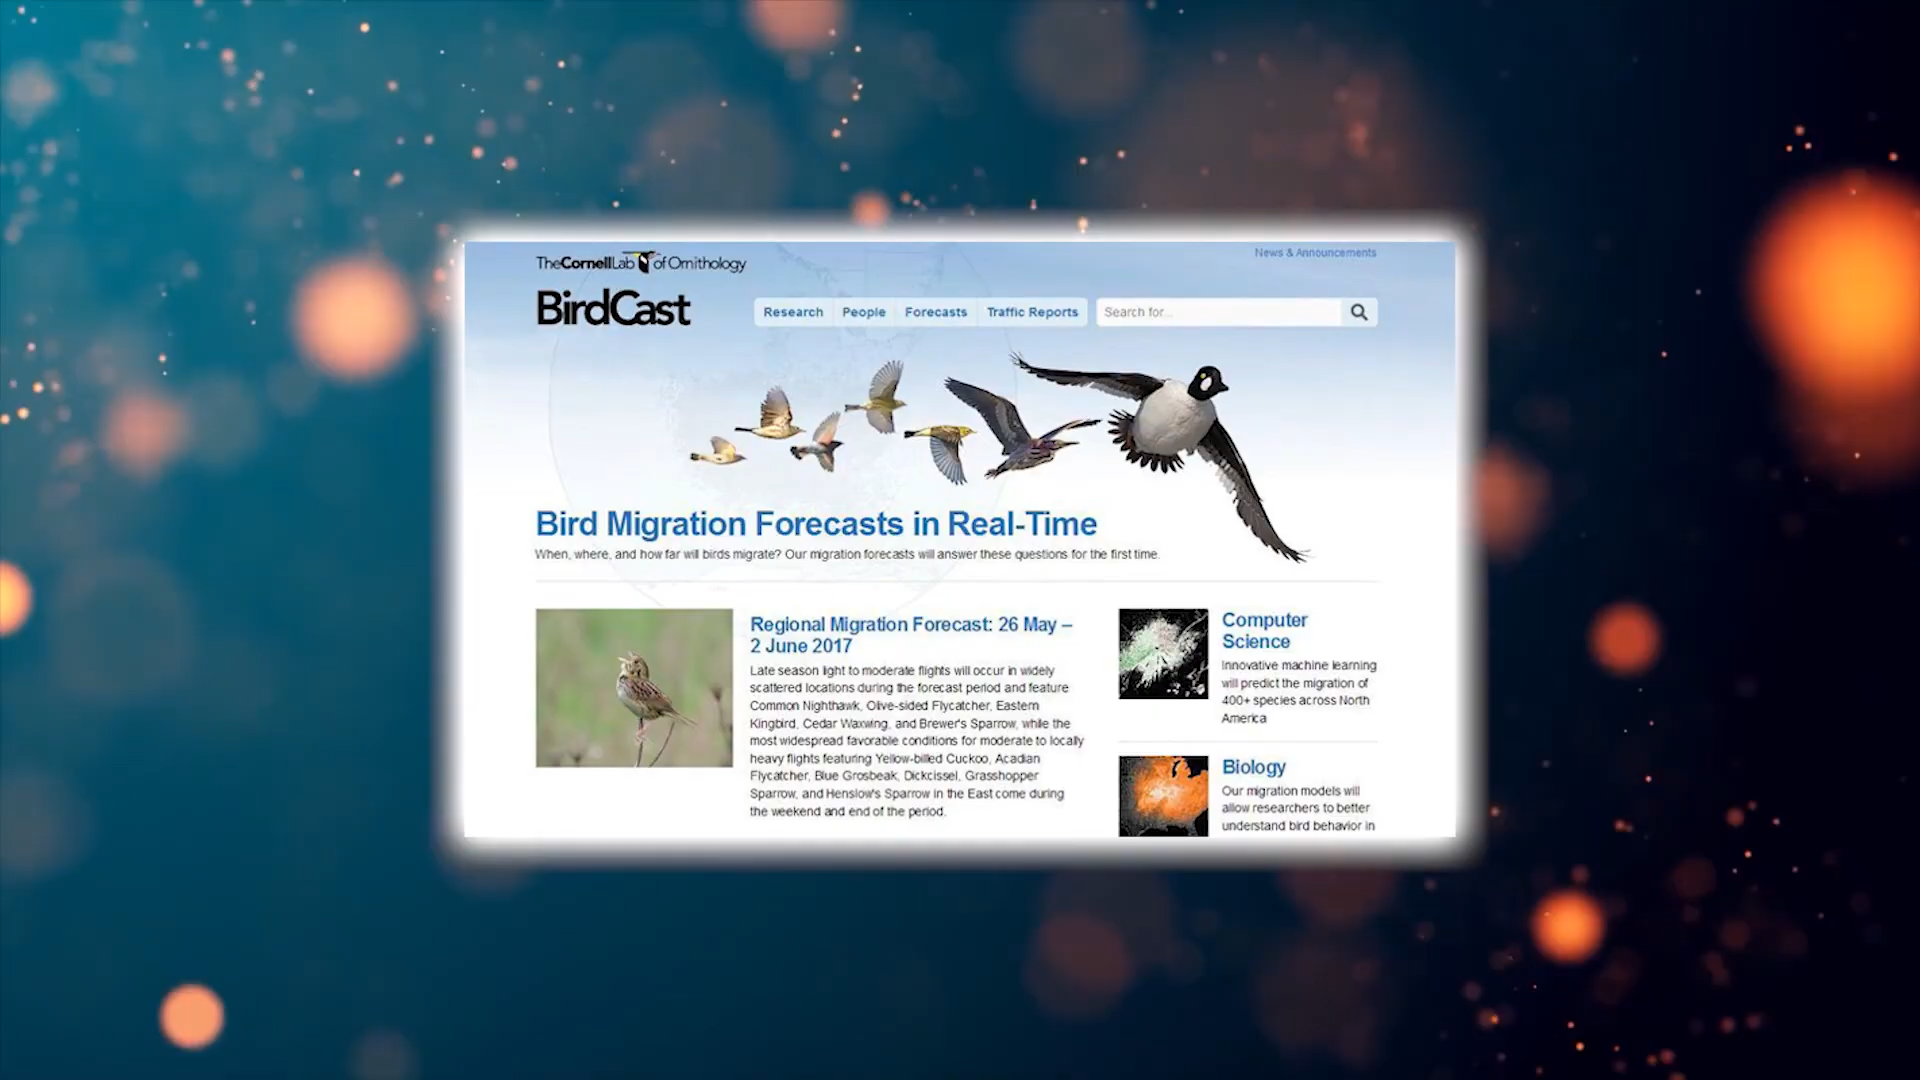 News & Announcements
TheCornellLab of Ornithology
BirdCast
Research People Forecasts Traffic Reports Search for...
Bird Migration Forecasts in Real-Time
When, where, and how far will birds migrate? Our migration forecasts will answer these questions for the first time.
Regional Migration Forecast: 26 May –
2 June 2017
Late season light to moderate flights will occur in widely
scattered locations during the forecast period and feature
Common Nighthawk, Olive-sided Flycatcher, Eastern
Kingbird, Cedar Waxwing, and Brewer's Sparrow, while the
most widespread favorable conditions for moderate to locally
heavy flights featuring Yellow-billed Cuckoo, Acadian
Flycatcher, Blue Grosbeak, Dickcissel, Grasshopper
Sparrow, and Henslow's Sparrow in the East come during
the weekend and end of the period.
Computer
Science
Innovative machine learning
will predict the migration of
400+ species across North
America
Biology
Our migration models will
allow researchers to better
understand bird behavior in